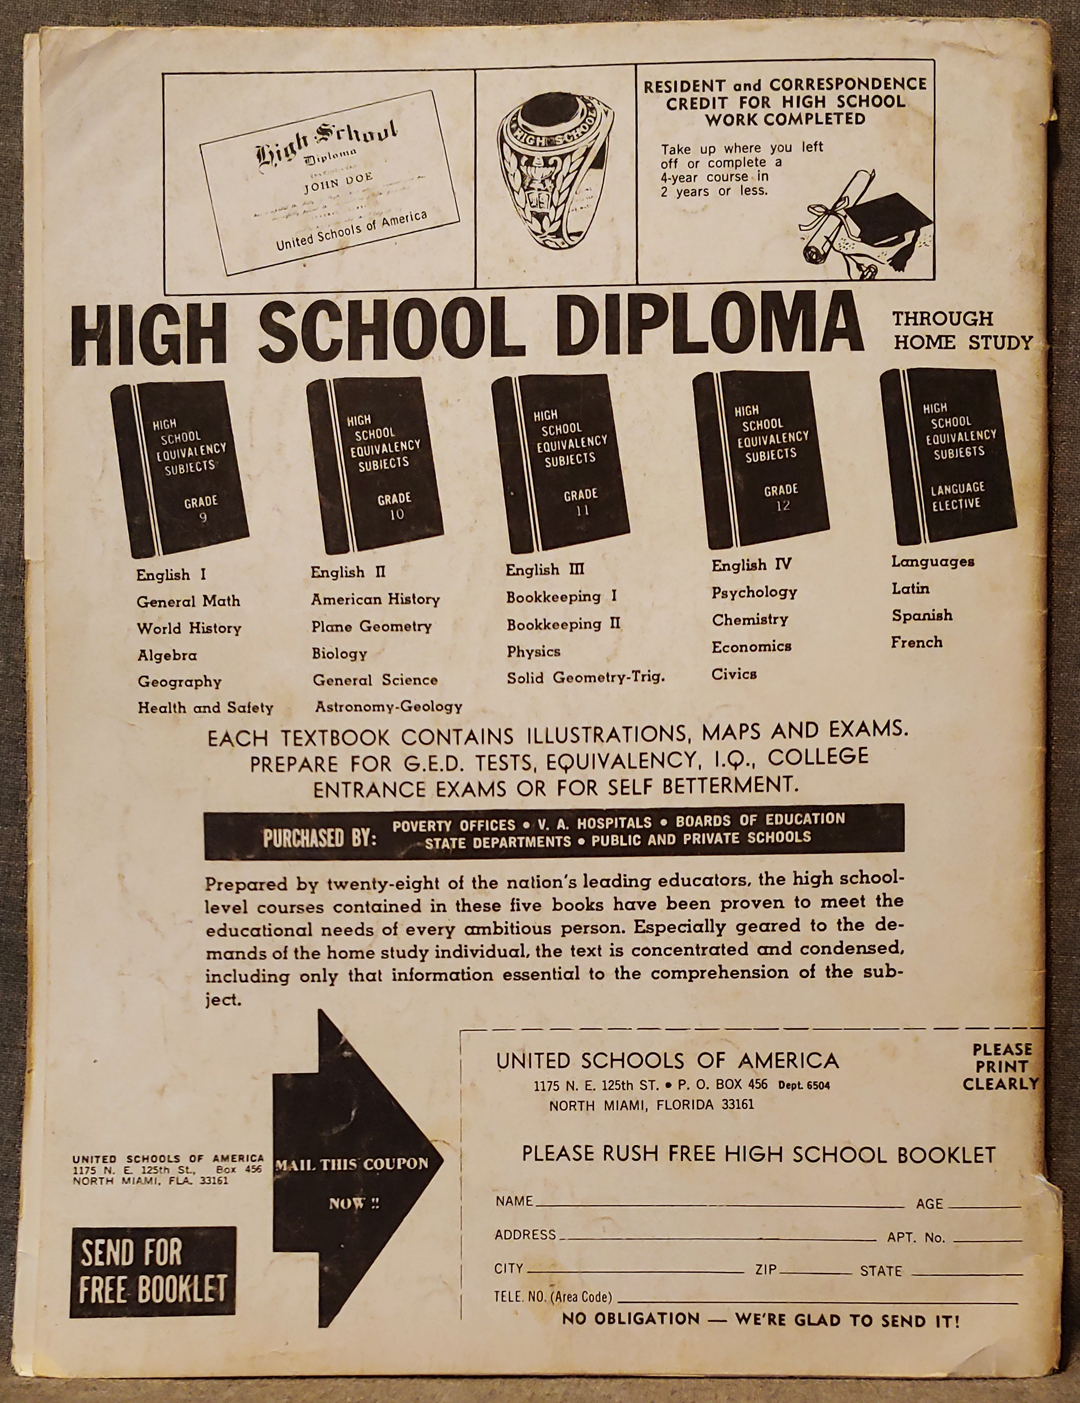 High School
Diploma
JOHN DOE
United Schools of America
HIGH SCHOOL
RESIDENT and CORRESPONDENCE
CREDIT FOR HIGH SCHOOL
WORK COMPLETED
Take up where you left
off or complete a
4-year course in
2 years or less.
HIGH SCHOOL DIPLOMA
THROUGH
HOME STUDY
HIGH
SCHOOL
EQUIVALENCY
SUBJECTS
GRADE
9
HIGH
SCHOOL
EQUIVALENCY
SUBJECTS
GRADE
10
HIGH
SCHOOL
EQUIVALENCY
SUBJECTS
GRADE
11
HIGH
SCHOOL
EQUIVALENCY
SUBJECTS
GRADE
12
HIGH
SCHOOL
EQUIVALENCY
SUBJECTS
LANGUAGE
ELECTIVE
English I
General Math
World History
Algebra
Geography
Health and Safety
English II
American History
Plane Geometry
Biology
General Science
Astronomy-Geology
English III
Bookkeeping I
Bookkeeping II
Physics
Solid Geometry-Trig.
English IV
Psychology
Chemistry
Economics
Civics
Languages
Latin
Spanish
French
EACH TEXTBOOK CONTAINS ILLUSTRATIONS, MAPS AND EXAMS.
PREPARE FOR G.E.D. TESTS, EQUIVALENCY, I.Q., COLLEGE
ENTRANCE EXAMS OR FOR SELF BETTERMENT.
PURCHASED BY:
POVERTY OFFICES • V. A. HOSPITALS • BOARDS OF EDUCATION
STATE DEPARTMENTS • PUBLIC AND PRIVATE SCHOOLS
Prepared by twenty-eight of the nation's leading educators, the high school-
level courses contained in these five books have been proven to meet the
educational needs of every ambitious person. Especially geared to the de-
mands of the home study individual, the text is concentrated and condensed,
including only that information essential to the comprehension of the sub-
ject.
UNITED SCHOOLS OF AMERICA
1175 N. E. 125th St., Box 456
NORTH MIAMI, FLA. 33161
SEND FOR
FREE BOOKLET
MAIL THIS COUPON
NOW !!
UNITED SCHOOLS OF AMERICA
1175 N. E. 125th ST. • P. O. BOX 456 Dept. 6504
NORTH MIAMI, FLORIDA 33161
PLEASE
PRINT
CLEARLY
PLEASE RUSH FREE HIGH SCHOOL BOOKLET
NAME AGE
ADDRESS APT. No.
CITY ZIP STATE
TELE. NO. (Area Code)
NO OBLIGATION — WE'RE GLAD TO SEND IT!